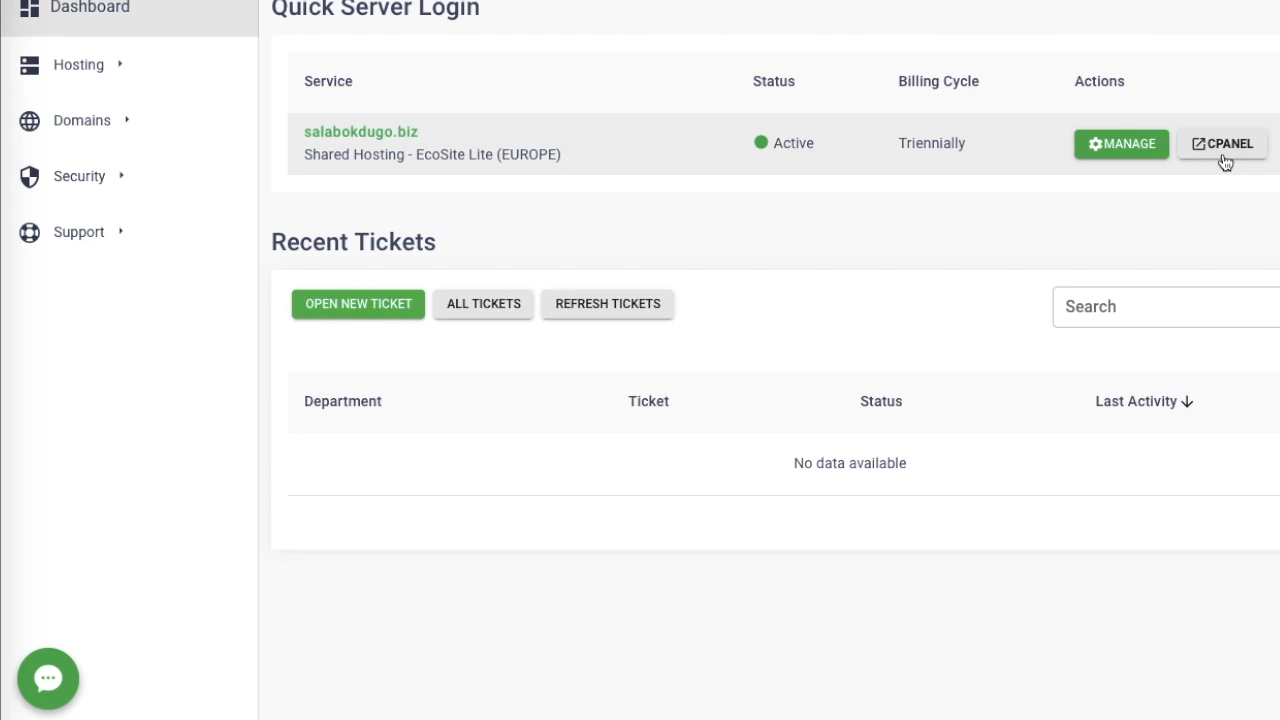 Dashboard
Hosting
Domains
Security
Support
Quick Server Login
Service Status Billing Cycle Actions
salabokdugo.biz
Shared Hosting - EcoSite Lite (EUROPE)
Active Triennially MANAGE CPANEL
Recent Tickets
OPEN NEW TICKET ALL TICKETS REFRESH TICKETS Search
Department Ticket Status Last Activity
No data available